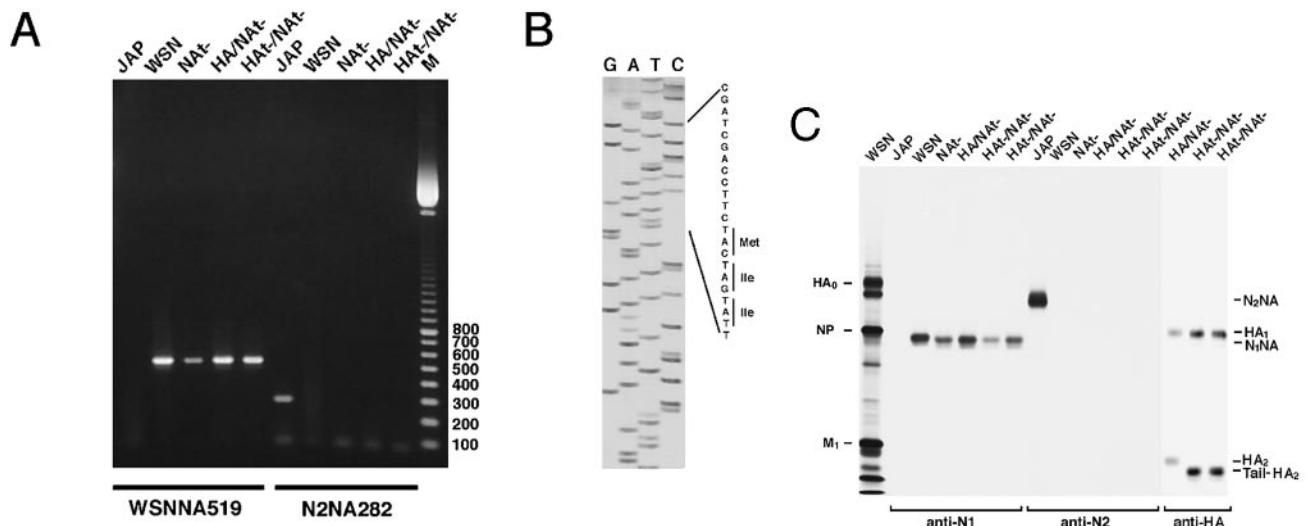 A
JAP
WSN
NAt-
HA/NAt-
HAt-/NAt-
JAP
WSN
NAt-
HA/NAt-
HAt-/NAt-
M
800
700
600
500
400
300
200
100
WSNNA519
N2NA282
B
G A T C
C
G
A
T
C
G
A
C
C
T
T
C
T
A
C
T
A
G
T
A
T
T
Met
Ile
Ile
C
WSN
JAP
WSN
NAt-
HA/NAt-
HAt-/NAt-
HAt-/NAt-
JAP
WSN
NAt-
HA/NAt-
HAt-/NAt-
HAt-/NAt-
HA/NAt-
HAt-/NAt-
HAt-/NAt-
HA₀
NP
M₁
N₂NA
HA₁
N₁NA
HA₂
Tail-HA₂
anti-N1
anti-N2
anti-HA